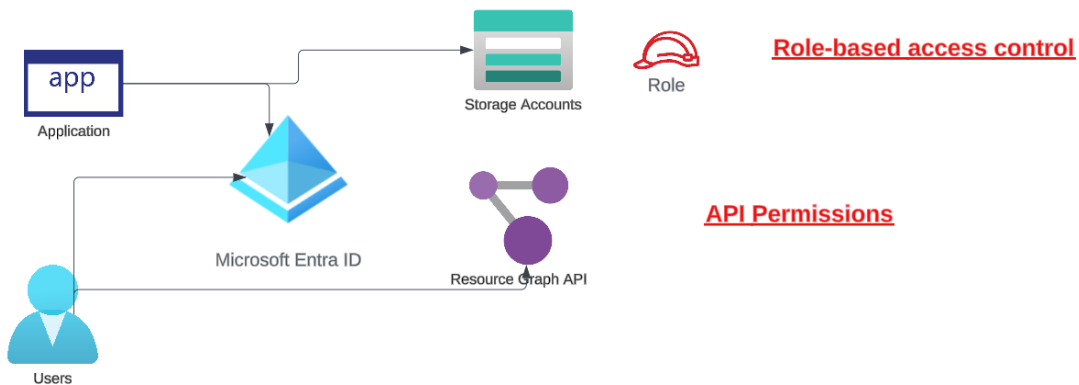 app
Application
Storage Accounts
Role
Role-based access control
Microsoft Entra ID
API Permissions
Resource Graph API
Users